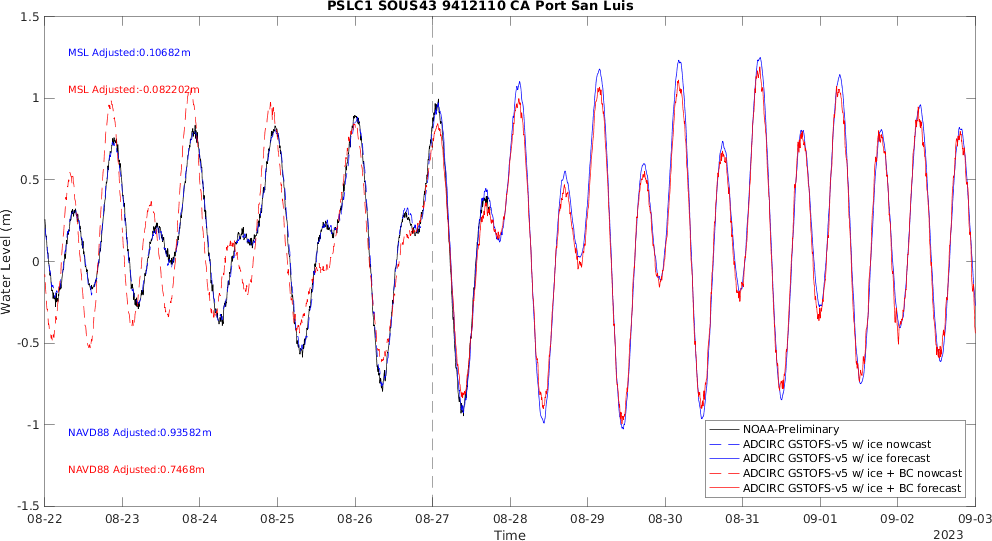 PSLC1 SOUS43 9412110 CA Port San Luis
1.5
1
0.5
0
-0.5
-1
-1.5
Water Level (m)
MSL Adjusted:0.10682m
MSL Adjusted:-0.082202m
NAVD88 Adjusted:0.93582m
NAVD88 Adjusted:0.7468m
NOAA-Preliminary
ADCIRC GSTOFS-v5 w/ ice nowcast
ADCIRC GSTOFS-v5 w/ ice forecast
ADCIRC GSTOFS-v5 w/ ice + BC nowcast
ADCIRC GSTOFS-v5 w/ ice + BC forecast
08-22 08-23 08-24 08-25 08-26 08-27 08-28 08-29 08-30 08-31 09-01 09-02 09-03
Time
2023